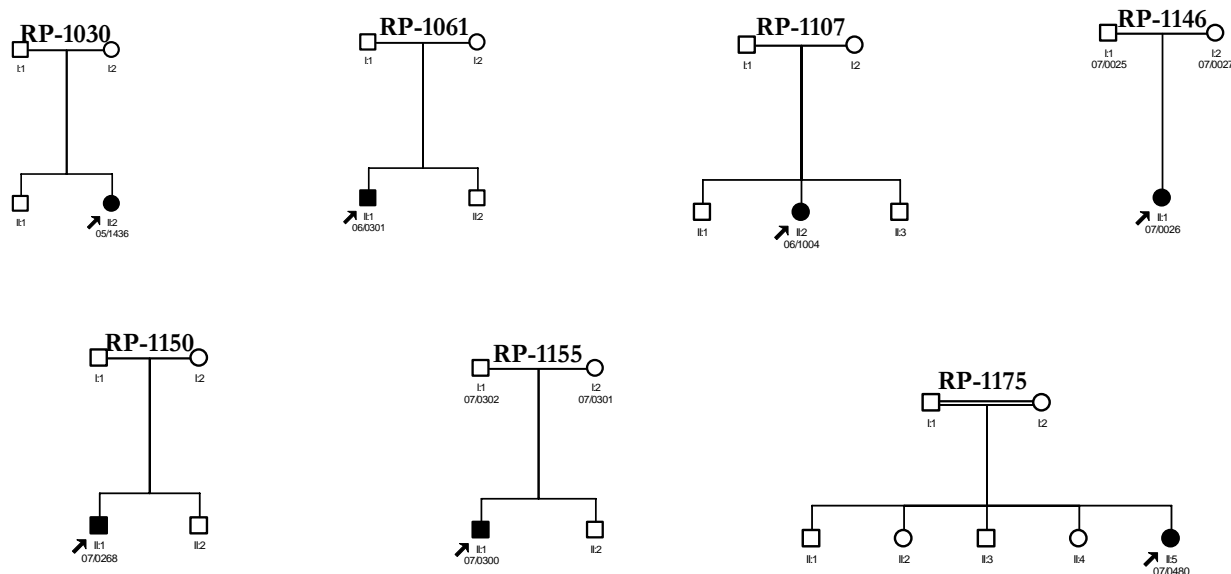 RP-1030
I:1
I:2
II:1
II:2
05/1436
RP-1061
I:1
I:2
II:1
06/0301
II:2
RP-1107
I:1
I:2
II:1
II:2
06/1004
II:3
RP-1146
I:1
07/0025
I:2
07/0027
II:1
07/0026
RP-1150
I:1
I:2
II:1
07/0268
II:2
RP-1155
I:1
07/0302
I:2
07/0301
II:1
07/0300
II:2
RP-1175
I:1
I:2
II:1
II:2
II:3
II:4
II:5
07/0480